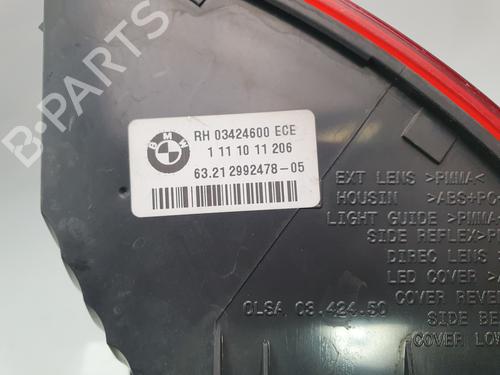 BMW
RH 03424600 ECE
1 11 10 11 206
63.21 2992478-05
EXT LENS >PMMA<
HOUSIN >ABS+PC
LIGHT GUIDE >PMMA
SIDE REFLEX>
DIREC LENS
LED COVER >
COVER REVER
OLSA 03.424.50
SIDE BE
COVER LOW
B-PARTS